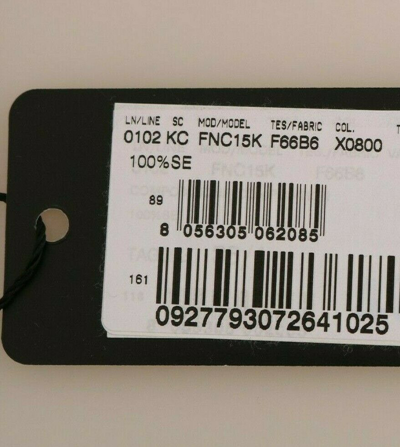 LN/LINE SC MOD/MODEL TES/FABRIC COL. T
0102 KC FNC15K F66B6 X0800
100%SE
89
8 056305 062085
161
0927793072641025